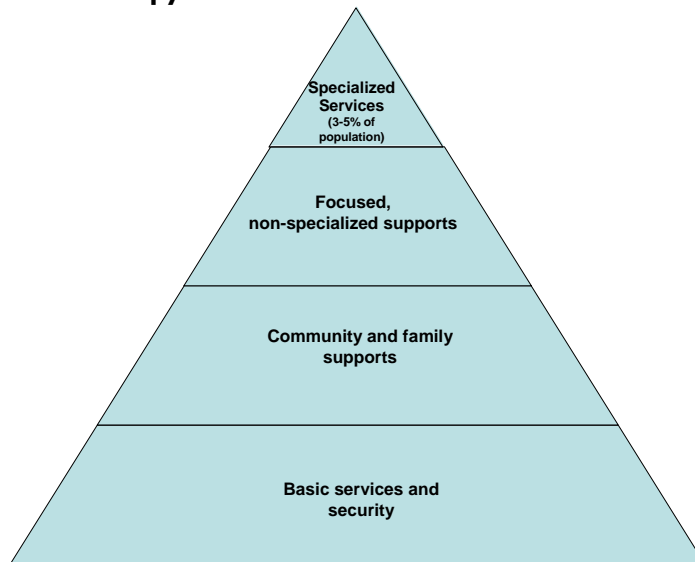 Specialized
Services
(3-5% of
population)
Focused,
non-specialized supports
Community and family
supports
Basic services and
security